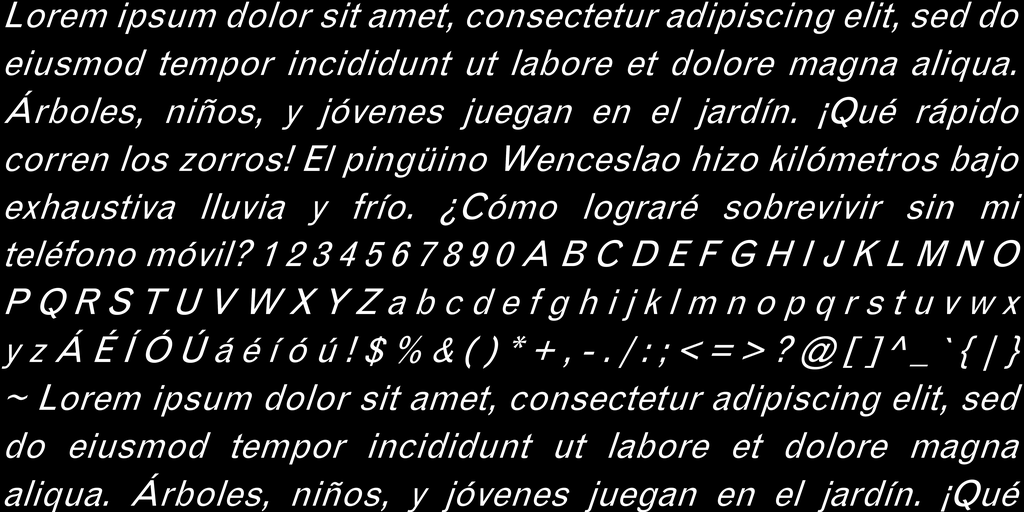 Lorem ipsum dolor sit amet, consectetur adipiscing elit, sed do
eiusmod tempor incididunt ut labore et dolore magna aliqua.
Árboles, niños, y jóvenes juegan en el jardín. ¡Qué rápido
corren los zorros! El pingüino Wenceslao hizo kilómetros bajo
exhaustiva lluvia y frío. ¿Cómo lograré sobrevivir sin mi
teléfono móvil? 1 2 3 4 5 6 7 8 9 0 A B C D E F G H I J K L M N O
P Q R S T U V W X Y Z a b c d e f g h i j k l m n o p q r s t u v w x
y z Á É Í Ó Ú á é í ó ú ! $ % & ( ) * + , - . / : ; < = > ? @ [ ] ^ _ ` { | }
~ Lorem ipsum dolor sit amet, consectetur adipiscing elit, sed
do eiusmod tempor incididunt ut labore et dolore magna
aliqua. Árboles, niños, y jóvenes juegan en el jardín. ¡Qué